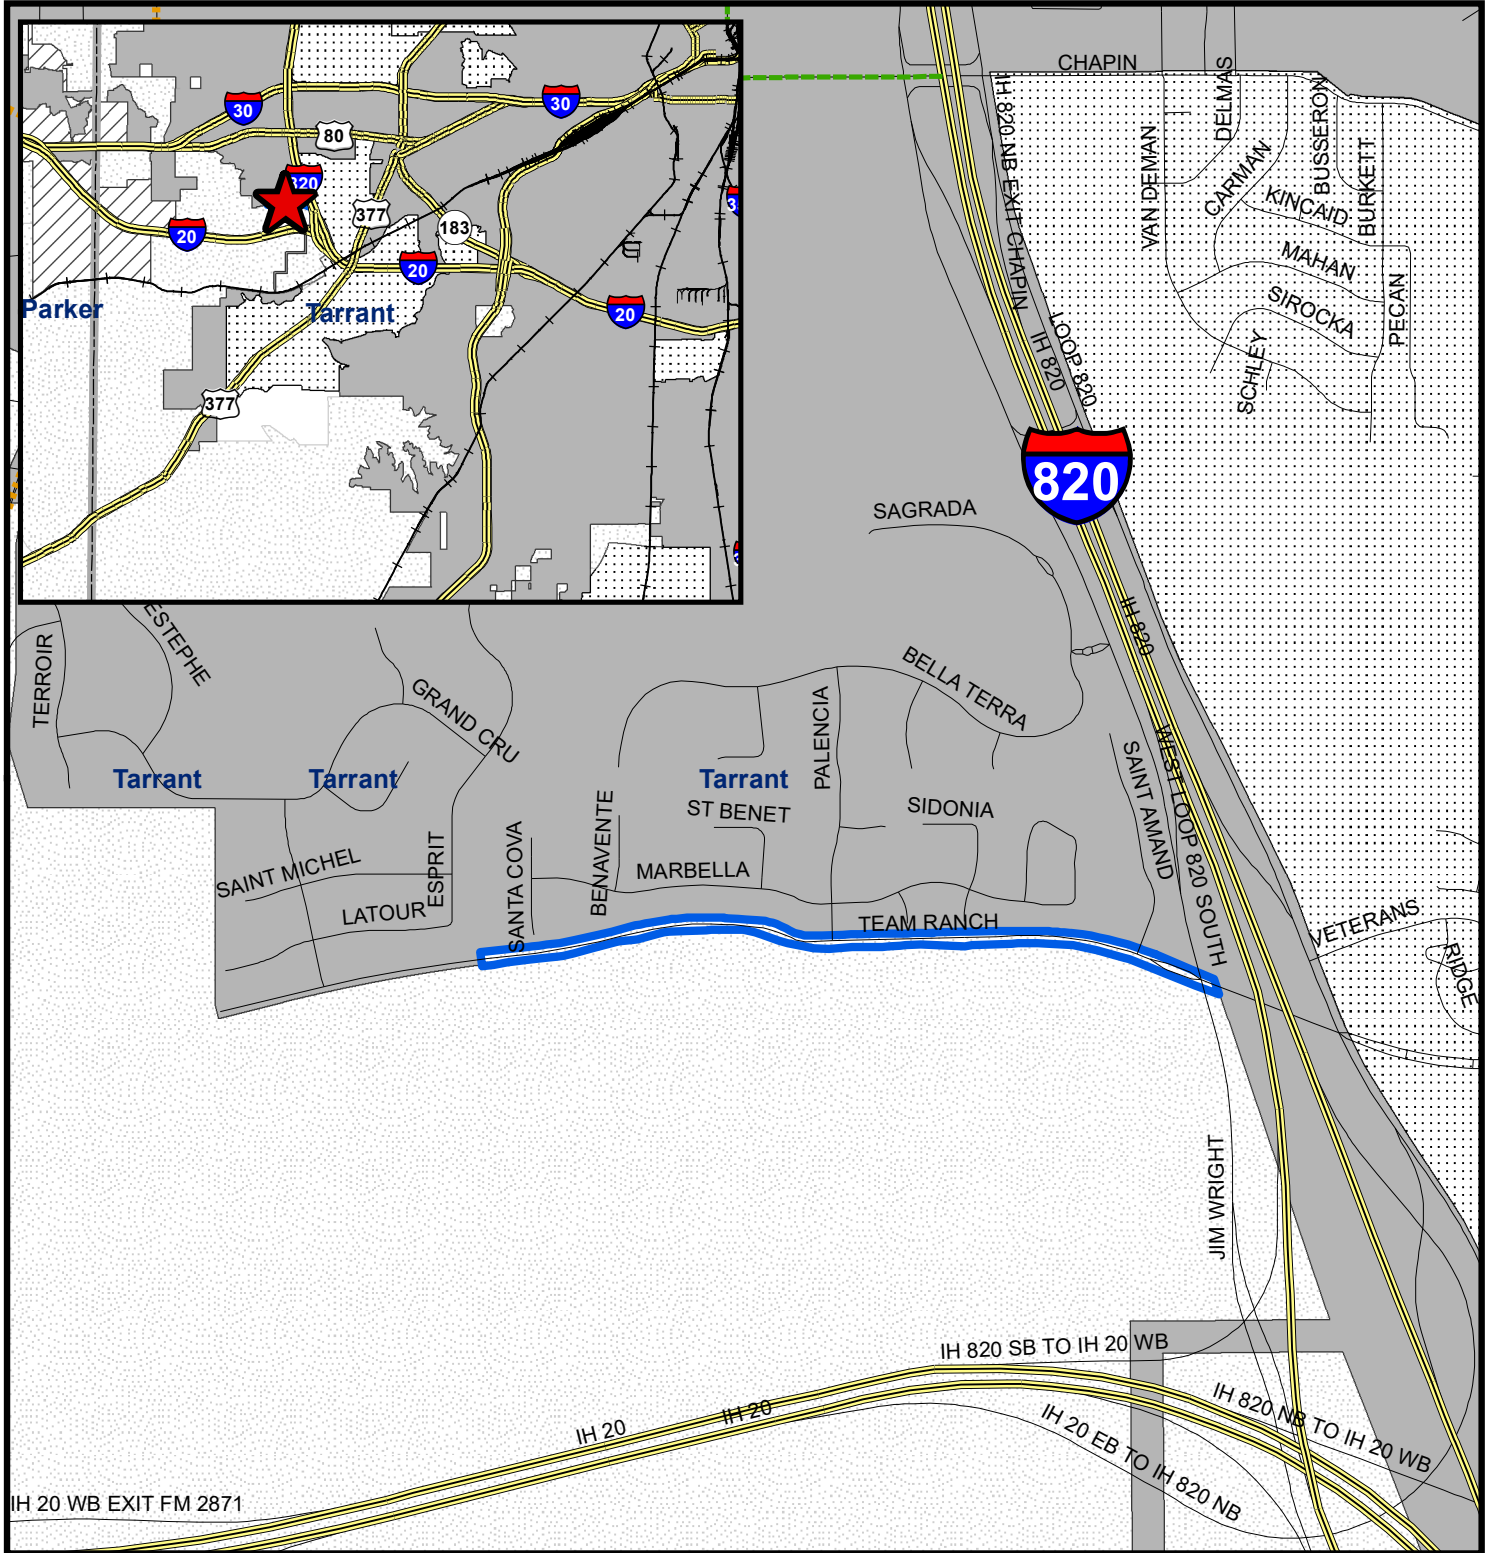 30
30
80
820
377
183
20
20
20
Parker
Tarrant
377
CHAPIN
DELMAS
BUSSERON
VAN DEMAN
CARMAN
BURKETT
KINCAID
MAHAN
SIROCKA
PECAN
SCHLEY
IH 820 NB EXIT CHAPIN
LOOP 820
IH 820
820
SAGRADA
IH 820
ESTEPHE
TERROIR
GRAND CRU
BELLA TERRA
PALENCIA
Tarrant
Tarrant
Tarrant
WEST LOOP 820 SOUTH
SAINT AMAND
ST BENET
SIDONIA
BENAVENTE
SANTA COVA
ESPRIT
SAINT MICHEL
MARBELLA
LATOUR
TEAM RANCH
VETERANS
RIDGE
JIM WRIGHT
IH 820 SB TO IH 20 WB
IH 820 NB TO IH 20 WB
IH 20
IH 20
IH 20 EB TO IH 820 NB
IH 20 WB EXIT FM 2871